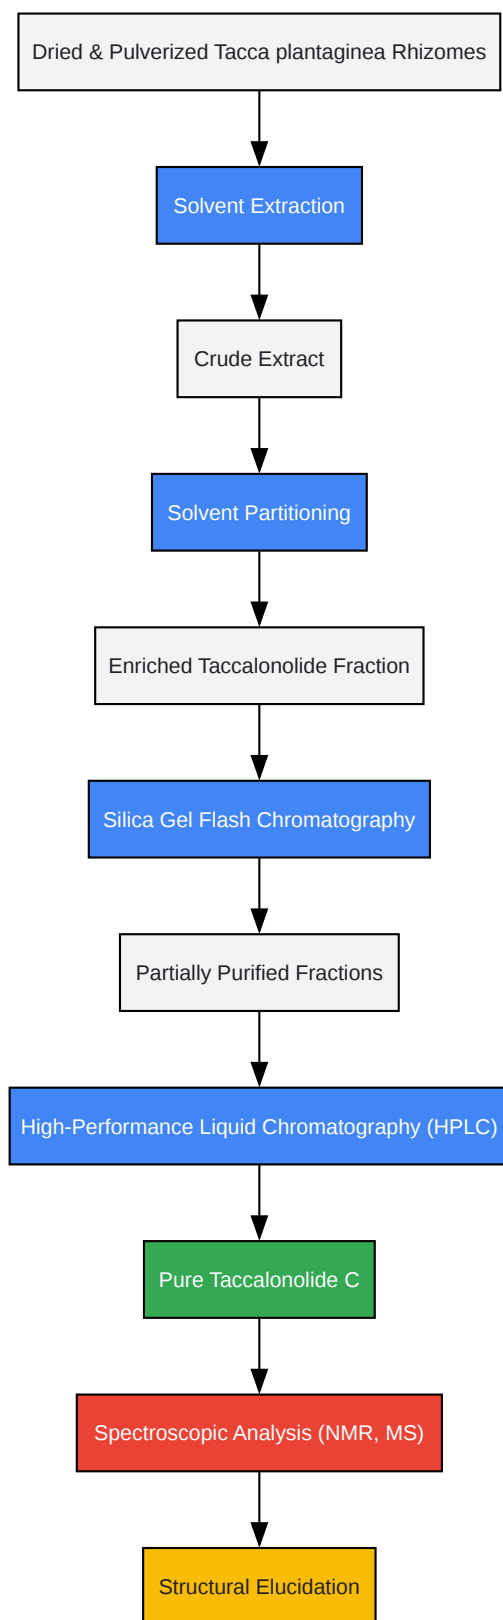 Dried & Pulverized Tacca plantaginea Rhizomes
Solvent Extraction
Crude Extract
Solvent Partitioning
Enriched Taccalonolide Fraction
Silica Gel Flash Chromatography
Partially Purified Fractions
High-Performance Liquid Chromatography (HPLC)
Pure Taccalonolide C
Spectroscopic Analysis (NMR, MS)
Structural Elucidation